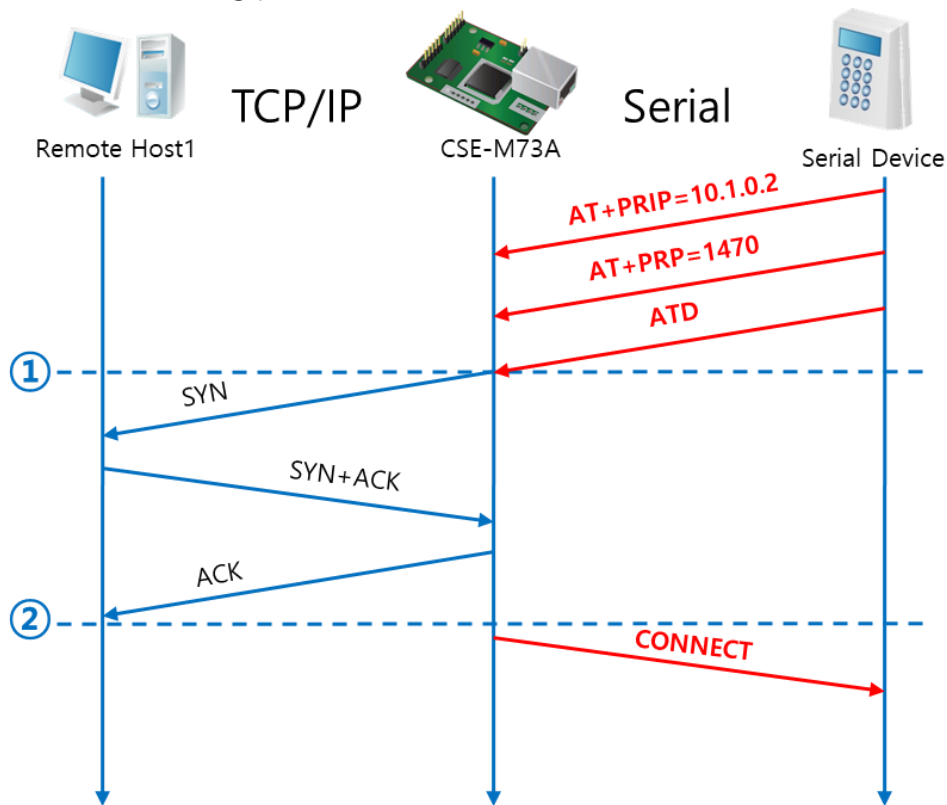 TCP/IP
Serial
Remote Host1
CSE-M73A
Serial Device
AT+PRIP=10.1.0.2
AT+PRP=1470
ATD
①
SYN
SYN+ACK
ACK
②
CONNECT